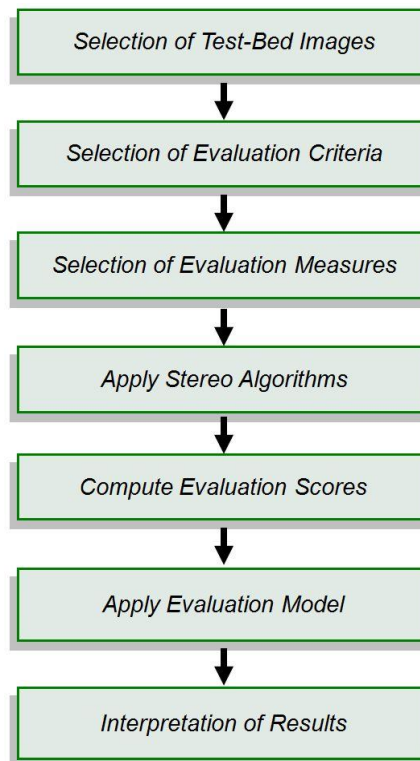 Selection of Test-Bed Images
Selection of Evaluation Criteria
Selection of Evaluation Measures
Apply Stereo Algorithms
Compute Evaluation Scores
Apply Evaluation Model
Interpretation of Results